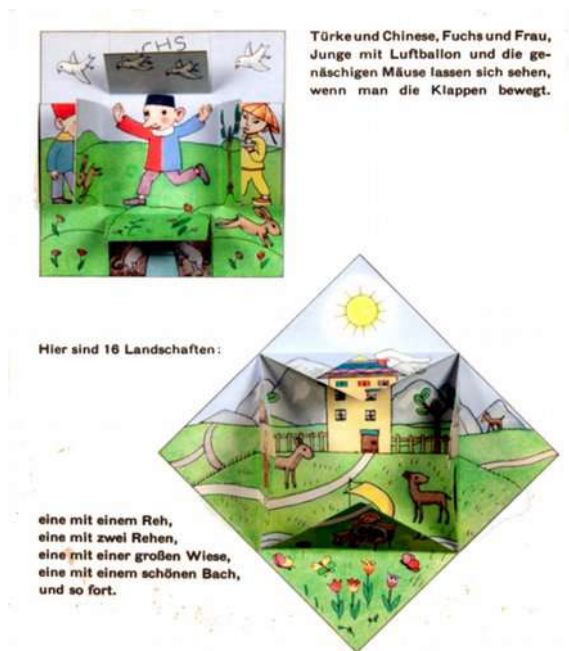 CHS
Türke und Chinese, Fuchs und Frau,
Junge mit Luftballon und die ge-
näschigen Mäuse lassen sich sehen,
wenn man die Klappen bewegt.
Hier sind 16 Landschaften:
eine mit einem Reh,
eine mit zwei Rehen,
eine mit einer großen Wiese,
eine mit einem schönen Bach,
und so fort.